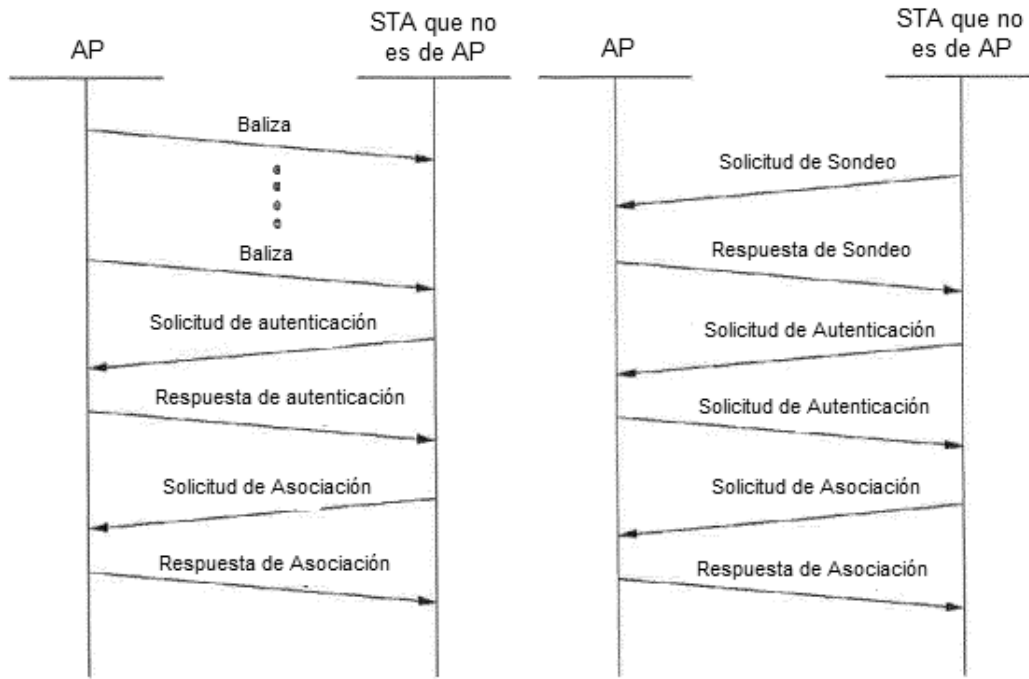 AP
STA que no
es de AP
Baliza
Baliza
Solicitud de autenticación
Respuesta de autenticación
Solicitud de Asociación
Respuesta de Asociación
AP
STA que no
es de AP
Solicitud de Sondeo
Respuesta de Sondeo
Solicitud de Autenticación
Solicitud de Autenticación
Solicitud de Asociación
Respuesta de Asociación